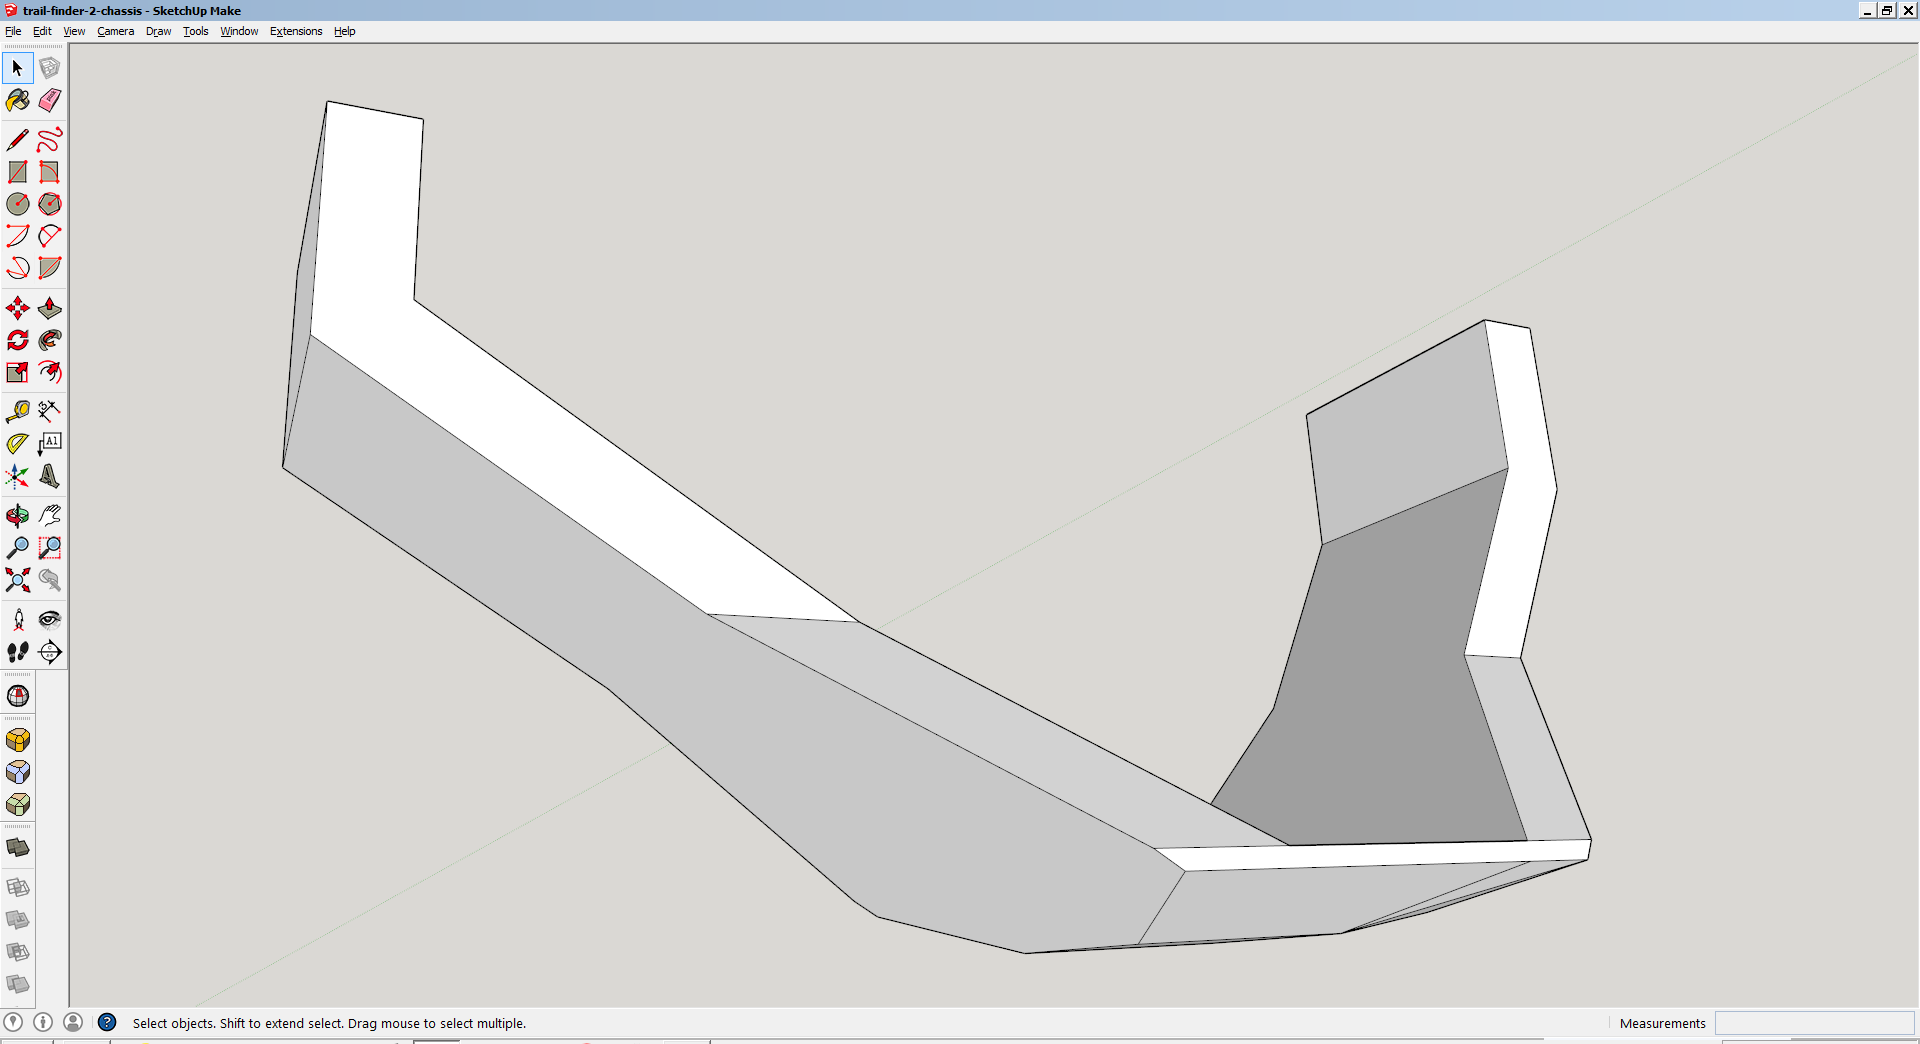 trail-finder-2-chassis - SketchUp Make
File Edit View Camera Draw Tools Window Extensions Help
A1
Select objects. Shift to extend select. Drag mouse to select multiple.
Measurements